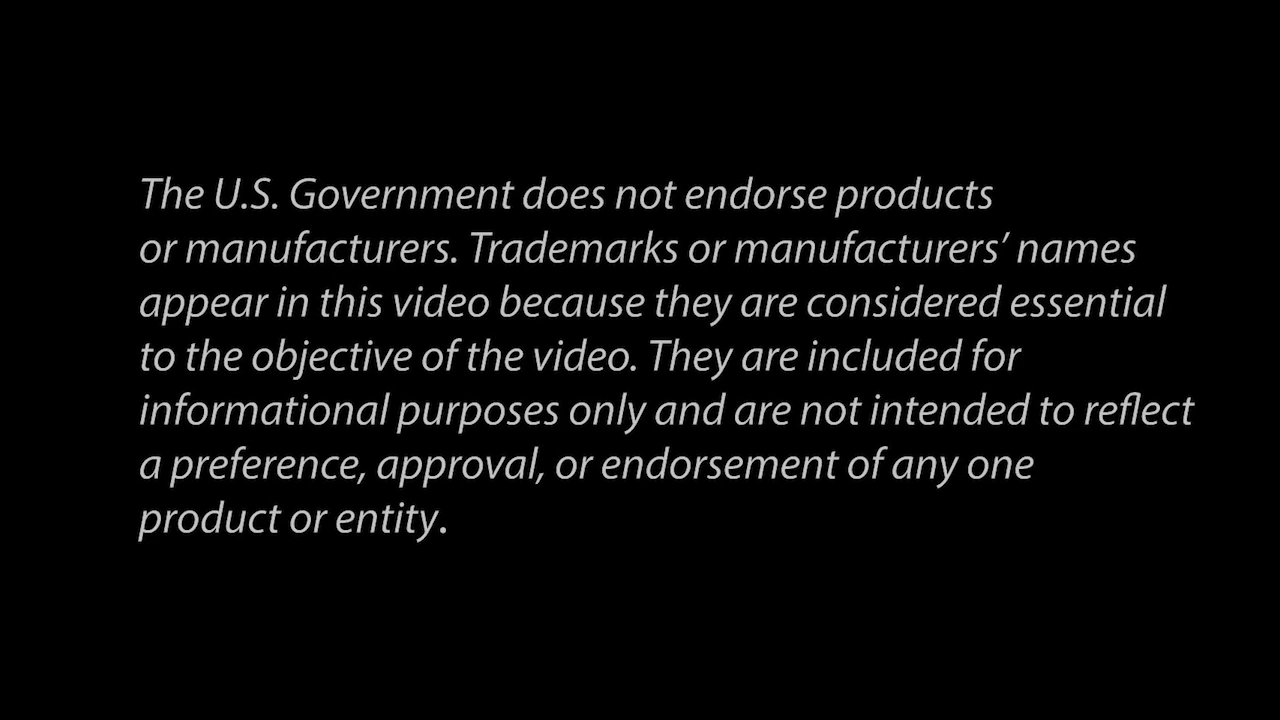 The U.S. Government does not endorse products
or manufacturers. Trademarks or manufacturers’ names
appear in this video because they are considered essential
to the objective of the video. They are included for
informational purposes only and are not intended to reflect
a preference, approval, or endorsement of any one
product or entity.